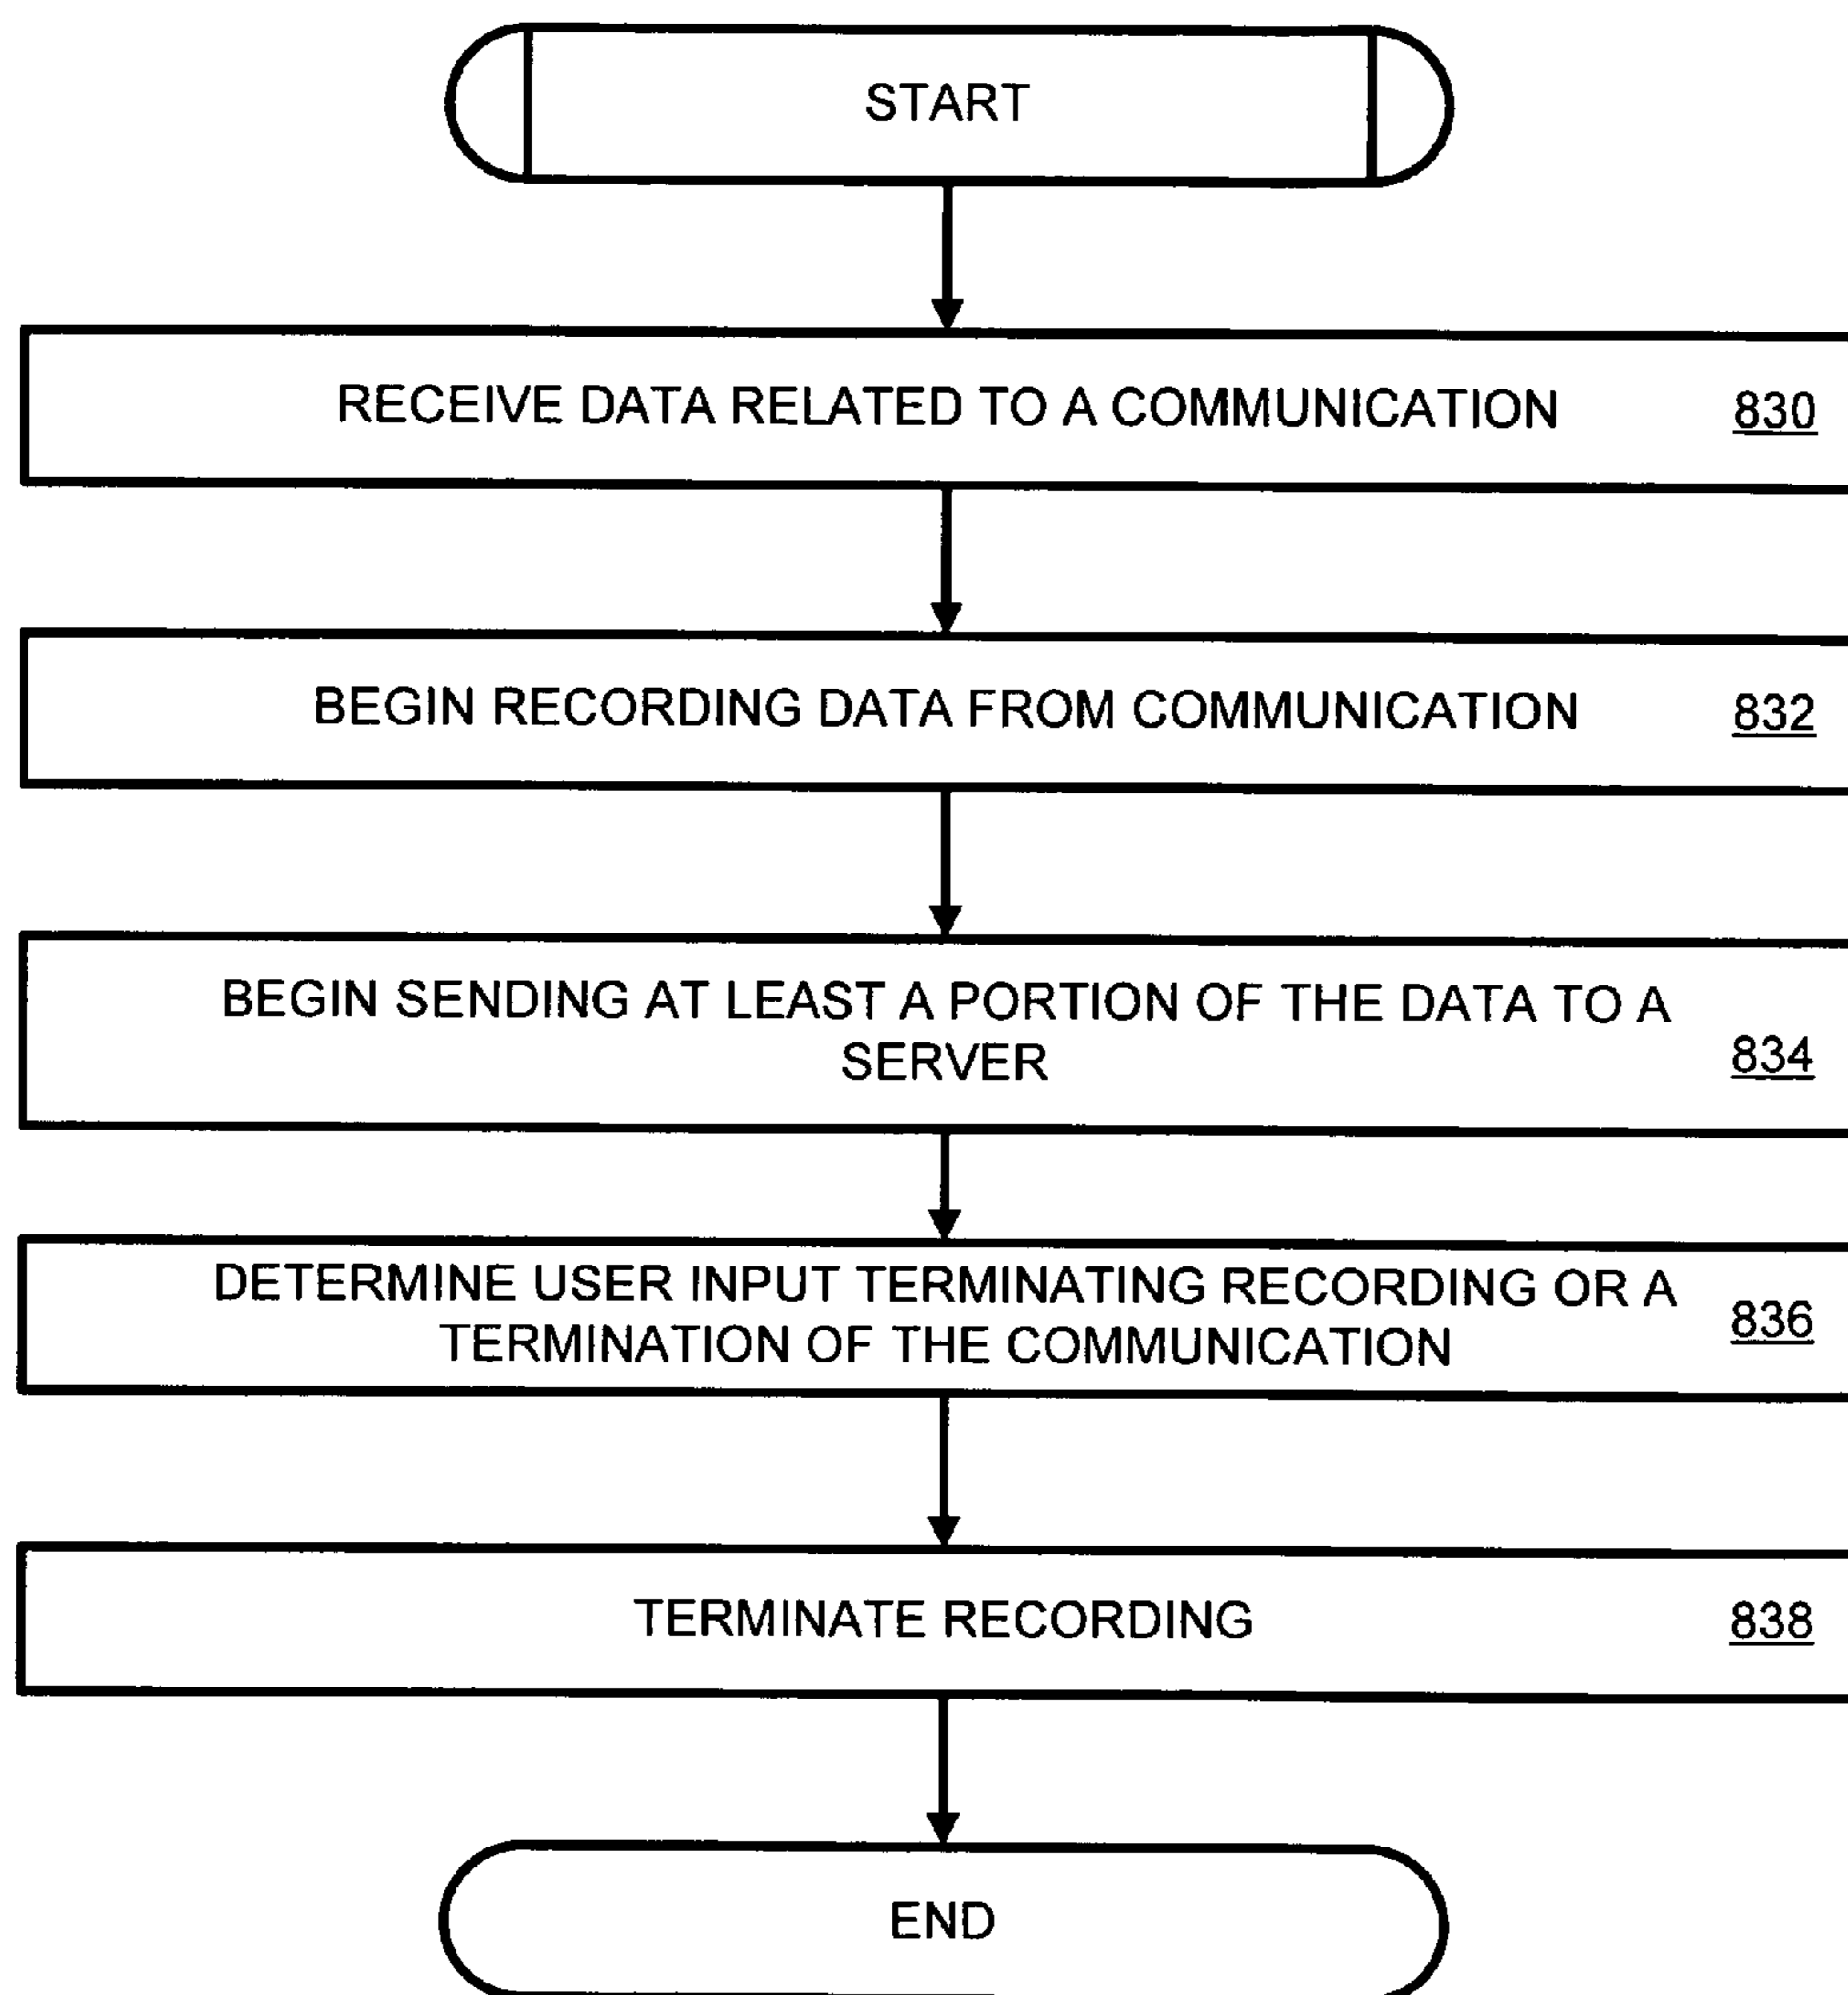 START
RECEIVE DATA RELATED TO A COMMUNICATION 830
BEGIN RECORDING DATA FROM COMMUNICATION 832
BEGIN SENDING AT LEAST A PORTION OF THE DATA TO A
SERVER 834
DETERMINE USER INPUT TERMINATING RECORDING OR A
TERMINATION OF THE COMMUNICATION 836
TERMINATE RECORDING 838
END